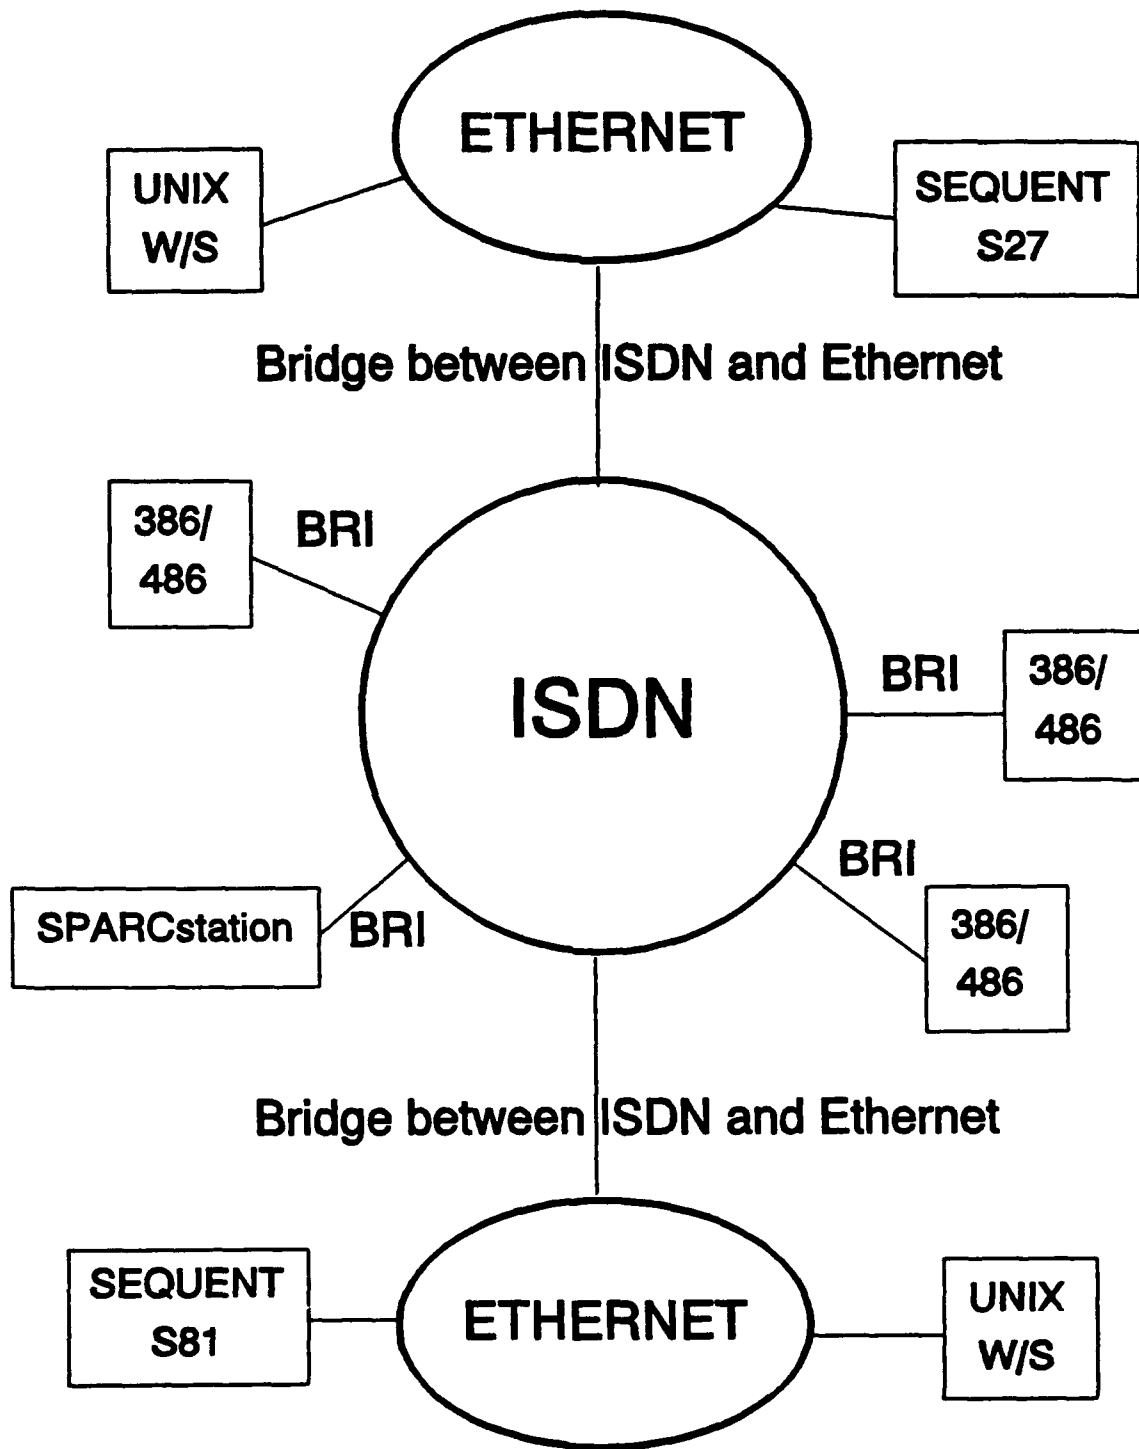 ETHERNET
UNIX
W/S
SEQUENT
S27
Bridge between ISDN and Ethernet
386/
486
BRI
ISDN
BRI
386/
486
SPARCstation
BRI
BRI
386/
486
Bridge between ISDN and Ethernet
SEQUENT
S81
ETHERNET
UNIX
W/S